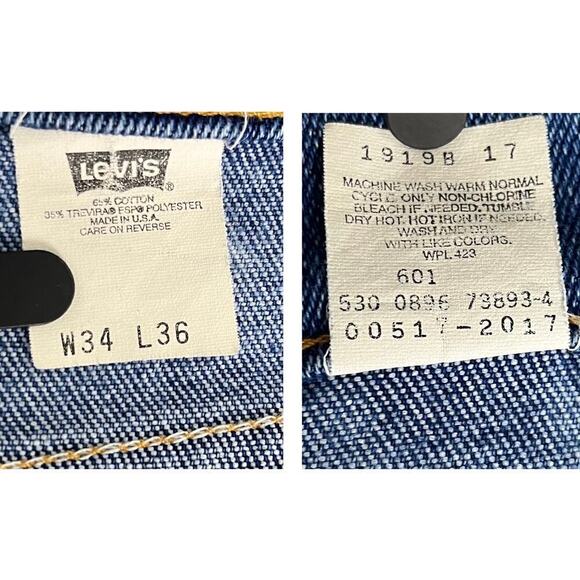 LEVI'S ®
65% COTTON
35% TREVIRA® ESP® POLYESTER
MADE IN U.S.A.
CARE ON REVERSE
W34 L36
1919B 17
MACHINE WASH WARM NORMAL
CYCLE. ONLY NON-CHLORINE
BLEACH IF NEEDED. TUMBLE
DRY HOT. HOT IRON IF NEEDED.
WASH AND DRY
WITH LIKE COLORS.
WPL 423
601
530 0896 73893-4
00517-2017